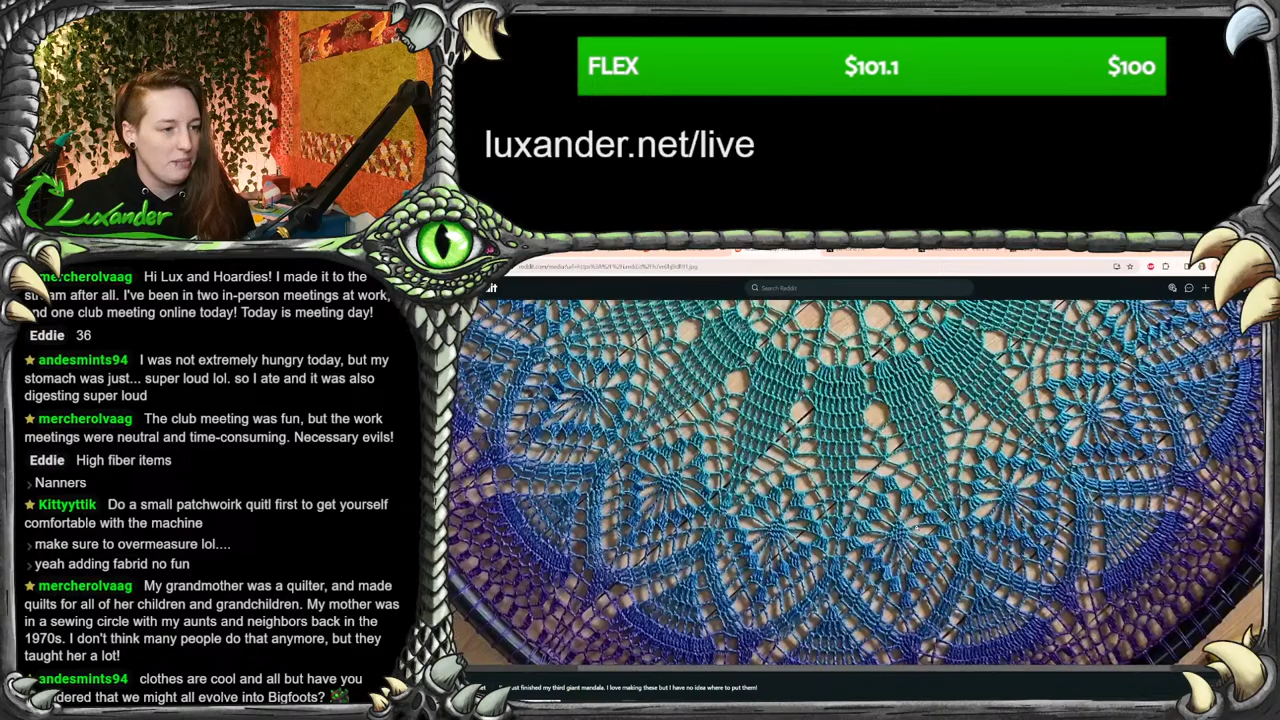 FLEX $101.1 $100
luxander.net/live
Luxander
mercherolvaag Hi Lux and Hoardies! I made it to the
stream after all. I've been in two in-person meetings at work,
and one club meeting online today! Today is meeting day!
Eddie 36
andesmints94 I was not extremely hungry today, but my
stomach was just... super loud lol. so I ate and it was also
digesting super loud
mercherolvaag The club meeting was fun, but the work
meetings were neutral and time-consuming. Necessary evils!
Eddie High fiber items
Nanners
Kittyyttik Do a small patchwoirk quitl first to get yourself
comfortable with the machine
make sure to overmeasure lol....
yeah adding fabrid no fun
mercherolvaag My grandmother was a quilter, and made
quilts for all of her children and grandchildren. My mother was
in a sewing circle with my aunts and neighbors back in the
1970s. I don't think many people do that anymore, but they
taught her a lot!
andesmints94 clothes are cool and all but have you
that we might all evolve into Bigfoots?
Search Reddit
just finished my third giant mandala. I love making these but I have no idea where to put them!